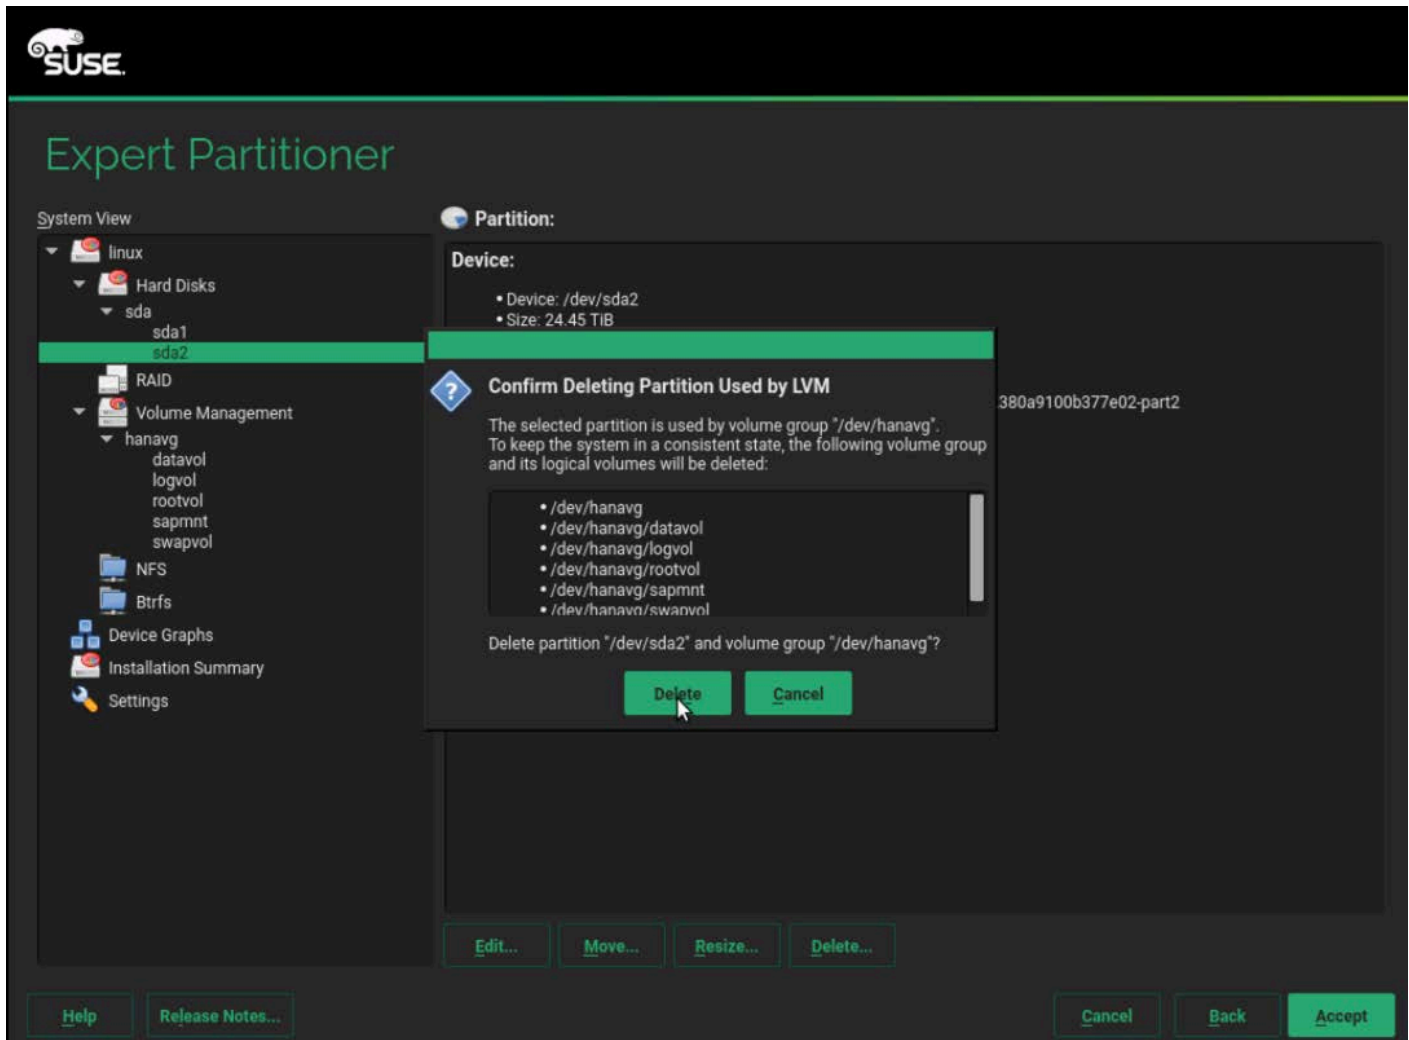 SUSE.
Expert Partitioner
System View
linux
Hard Disks
sda
sda1
sda2
RAID
Volume Management
hanavg
datavol
logvol
rootvol
sapmnt
swapvol
NFS
Btrfs
Device Graphs
Installation Summary
Settings
Partition:
Device:
• Device: /dev/sda2
• Size: 24.45 TiB
380a9100b377e02-part2
Confirm Deleting Partition Used by LVM
The selected partition is used by volume group "/dev/hanavg".
To keep the system in a consistent state, the following volume group
and its logical volumes will be deleted:
• /dev/hanavg
• /dev/hanavg/datavol
• /dev/hanavg/logvol
• /dev/hanavg/rootvol
• /dev/hanavg/sapmnt
• /dev/hanavg/swapvol
Delete partition "/dev/sda2" and volume group "/dev/hanavg"?
Delete Cancel
Edit... Move... Resize... Delete...
Help Release Notes... Cancel Back Accept